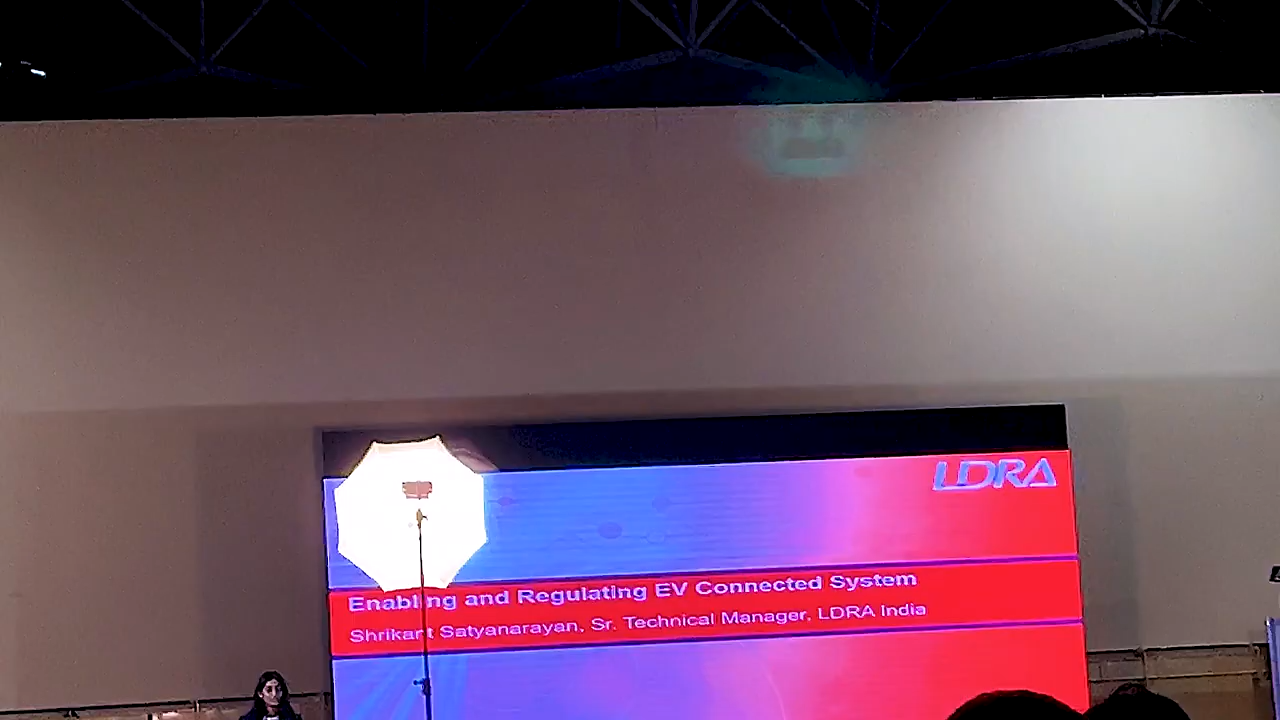 LDRA
Enabling and Regulating EV Connected System
Shrikant Satyanarayan, Sr. Technical Manager, LDRA India